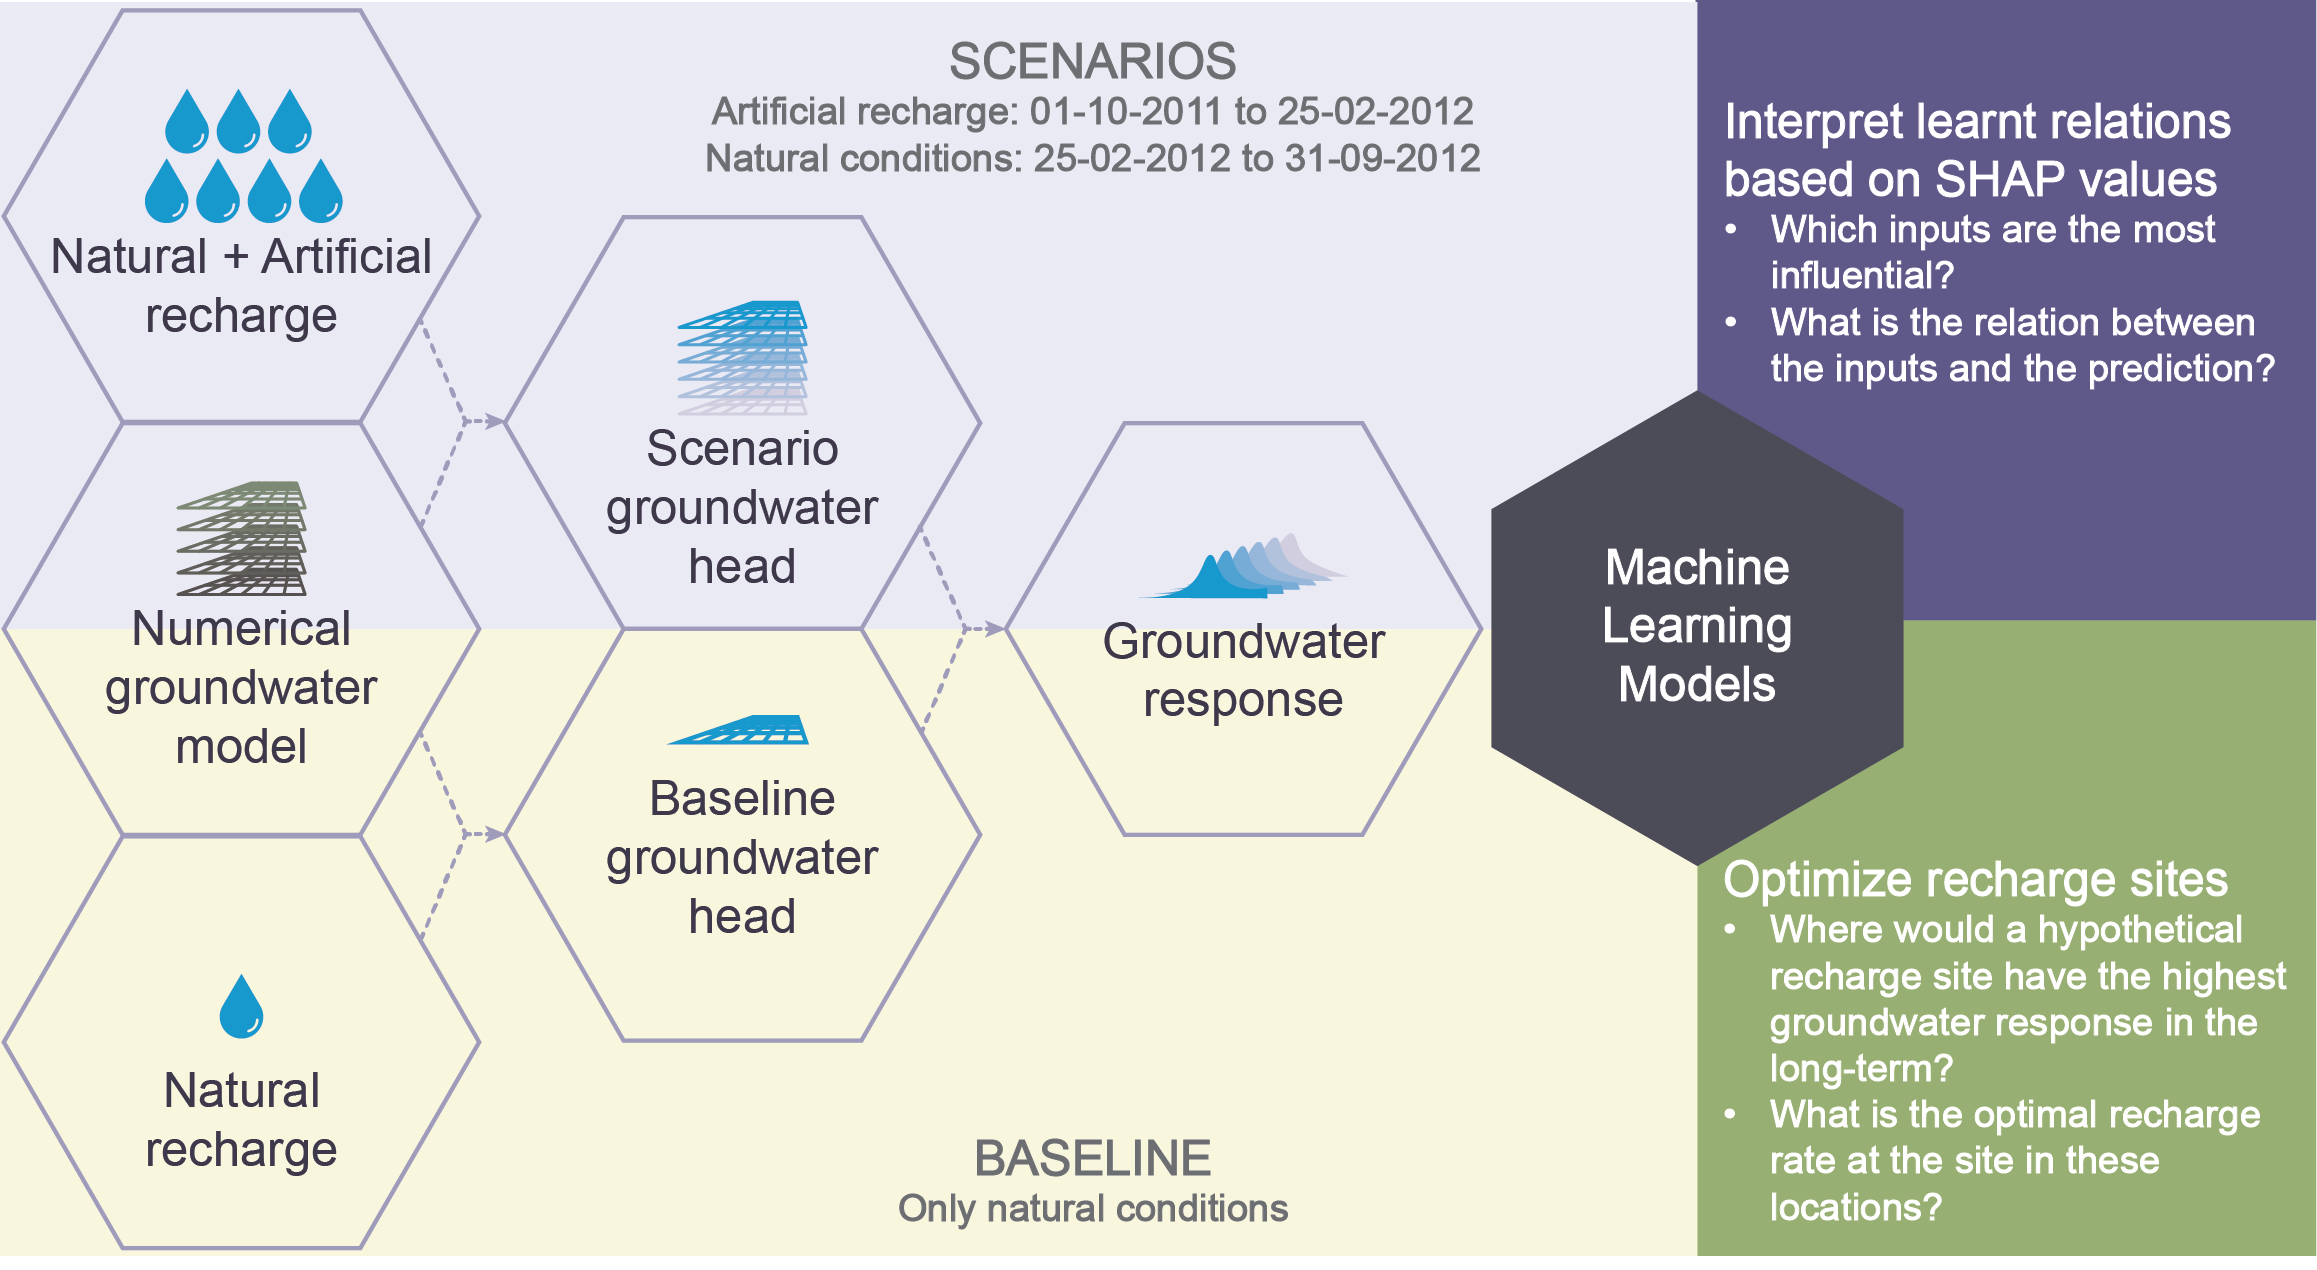 SCENARIOS
Artificial recharge: 01-10-2011 to 25-02-2012
Natural conditions: 25-02-2012 to 31-09-2012
Natural + Artificial
recharge
Numerical
groundwater
model
Natural
recharge
Scenario
groundwater
head
Baseline
groundwater
head
Groundwater
response
BASELINE
Only natural conditions
Machine
Learning
Models
Interpret learnt relations
based on SHAP values
• Which inputs are the most
influential?
• What is the relation between
the inputs and the prediction?
Optimize recharge sites
• Where would a hypothetical
recharge site have the highest
groundwater response in the
long-term?
• What is the optimal recharge
rate at the site in these
locations?